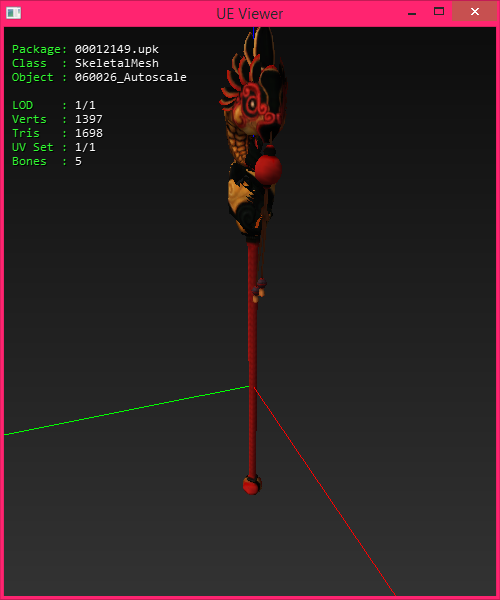 UE Viewer
Package: 00012149.upk
Class  : SkeletalMesh
Object : 060026_Autoscale
LOD    : 1/1
Verts  : 1397
Tris   : 1698
UV Set : 1/1
Bones  : 5